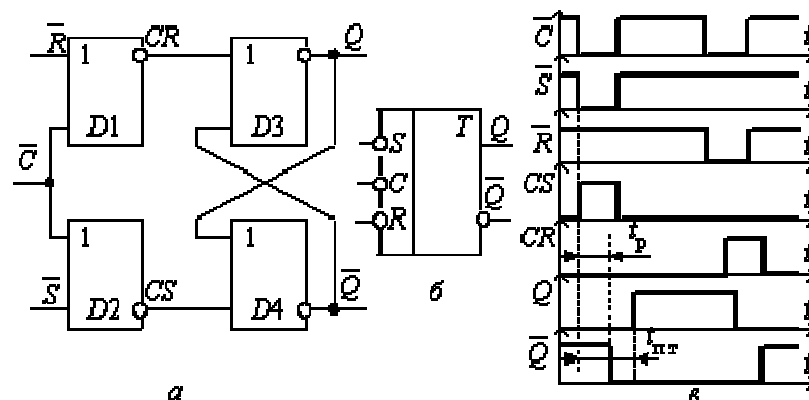 R̅ 1 CR 1 Q
D1 D3
C̅
1 1
S̅ D2 CS D4 Q̅
а
T Q
S
C
R Q̅
б
C̅ t
S̅ t
R̅ t
CS t
CR tр t
Q t
Q̅ tпт t
в